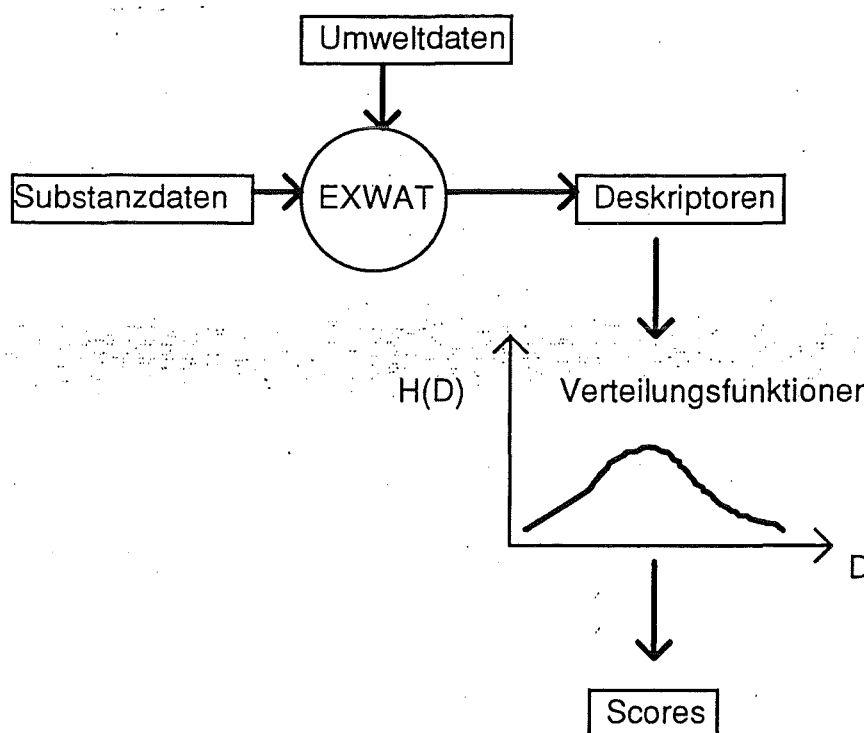 Umweltdaten
Substanzdaten
EXWAT
Deskriptoren
H(D)
Verteilungsfunktionen
D
Scores